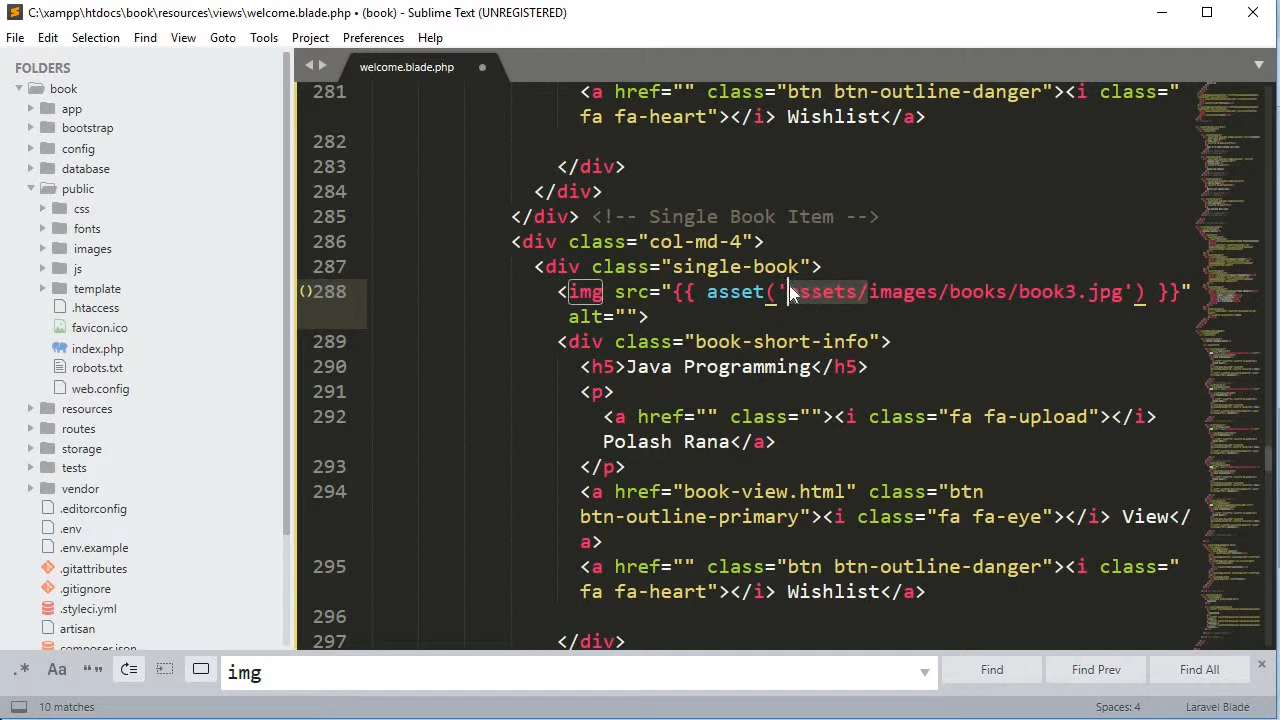 C:\xampp\htdocs\book\resources\views\welcome.blade.php • (book) - Sublime Text (UNREGISTERED)
File Edit Selection Find View Goto Tools Project Preferences Help
FOLDERS
book
app
bootstrap
config
database
public
css
fonts
images
js
template
.htaccess
favicon.ico
index.php
robots.txt
web.config
resources
routes
storage
tests
vendor
.editorconfig
.env
.env.example
.gitattributes
.gitignore
.styleci.yml
artisan
composer.json
welcome.blade.php
281 <a href="" class="btn btn-outline-danger"><i class="
fa fa-heart"></i> Wishlist</a>
282
283 </div>
284 </div>
285 </div> <!-- Single Book Item -->
286 <div class="col-md-4">
287 <div class="single-book">
288 <img src="{{ asset('assets/images/books/book3.jpg') }}"
alt="">
289 <div class="book-short-info">
290 <h5>Java Programming</h5>
291 <p>
292 <a href="" class=""><i class="fa fa-upload"></i>
Polash Rana</a>
293 </p>
294 <a href="book-view.html" class="btn
btn-outline-primary"><i class="fa fa-eye"></i> View</
a>
295 <a href="" class="btn btn-outline-danger"><i class="
fa fa-heart"></i> Wishlist</a>
296
297 </div>
.* Aa “” img Find Find Prev Find All
10 matches Spaces: 4 Laravel Blade